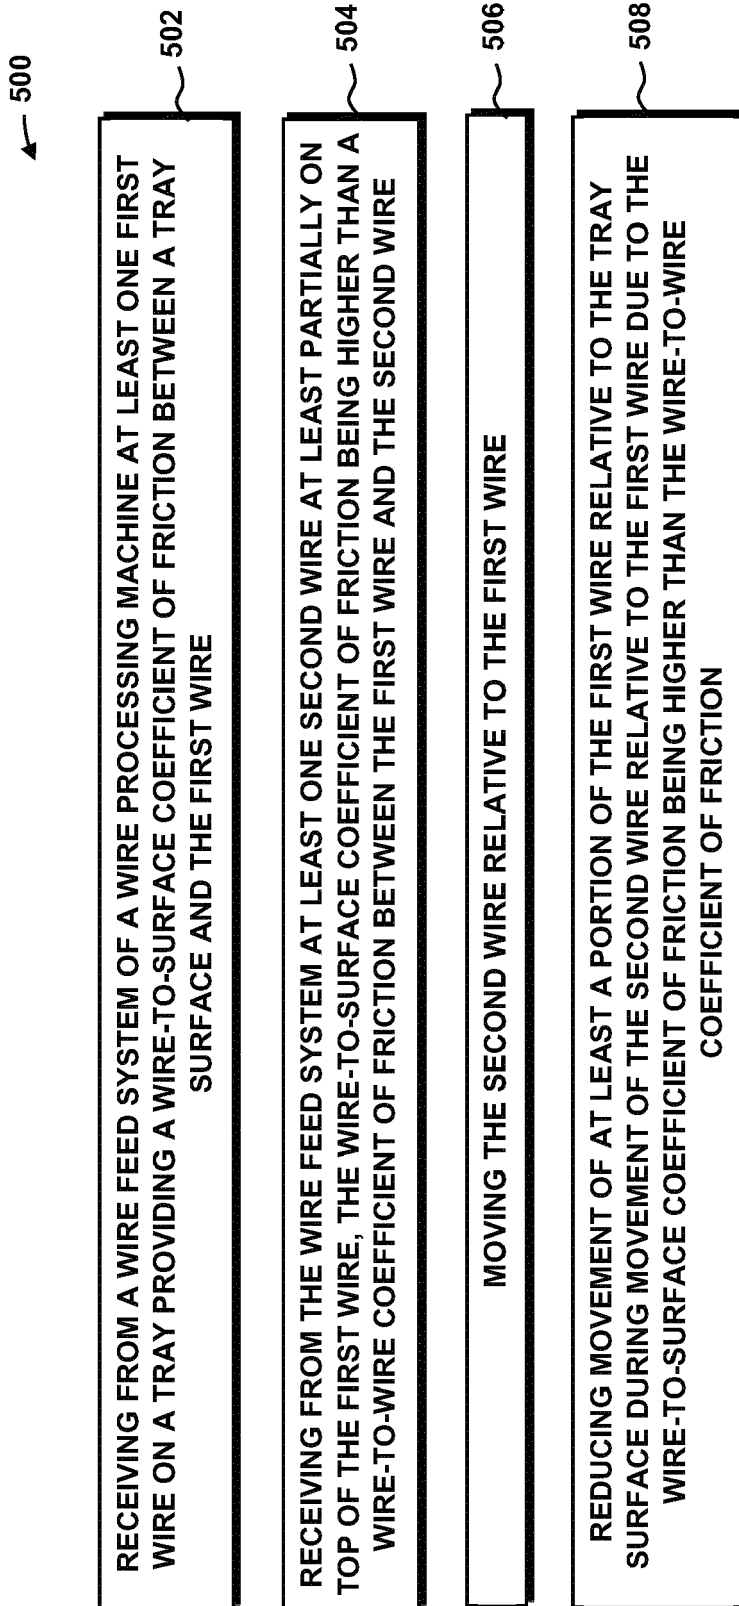 500
RECEIVING FROM A WIRE FEED SYSTEM OF A WIRE PROCESSING MACHINE AT LEAST ONE FIRST
WIRE ON A TRAY PROVIDING A WIRE-TO-SURFACE COEFFICIENT OF FRICTION BETWEEN A TRAY
SURFACE AND THE FIRST WIRE
502
RECEIVING FROM THE WIRE FEED SYSTEM AT LEAST ONE SECOND WIRE AT LEAST PARTIALLY ON
TOP OF THE FIRST WIRE, THE WIRE-TO-SURFACE COEFFICIENT OF FRICTION BEING HIGHER THAN A
WIRE-TO-WIRE COEFFICIENT OF FRICTION BETWEEN THE FIRST WIRE AND THE SECOND WIRE
504
MOVING THE SECOND WIRE RELATIVE TO THE FIRST WIRE
506
REDUCING MOVEMENT OF AT LEAST A PORTION OF THE FIRST WIRE RELATIVE TO THE TRAY
SURFACE DURING MOVEMENT OF THE SECOND WIRE RELATIVE TO THE FIRST WIRE DUE TO THE
WIRE-TO-SURFACE COEFFICIENT OF FRICTION BEING HIGHER THAN THE WIRE-TO-WIRE
COEFFICIENT OF FRICTION
508